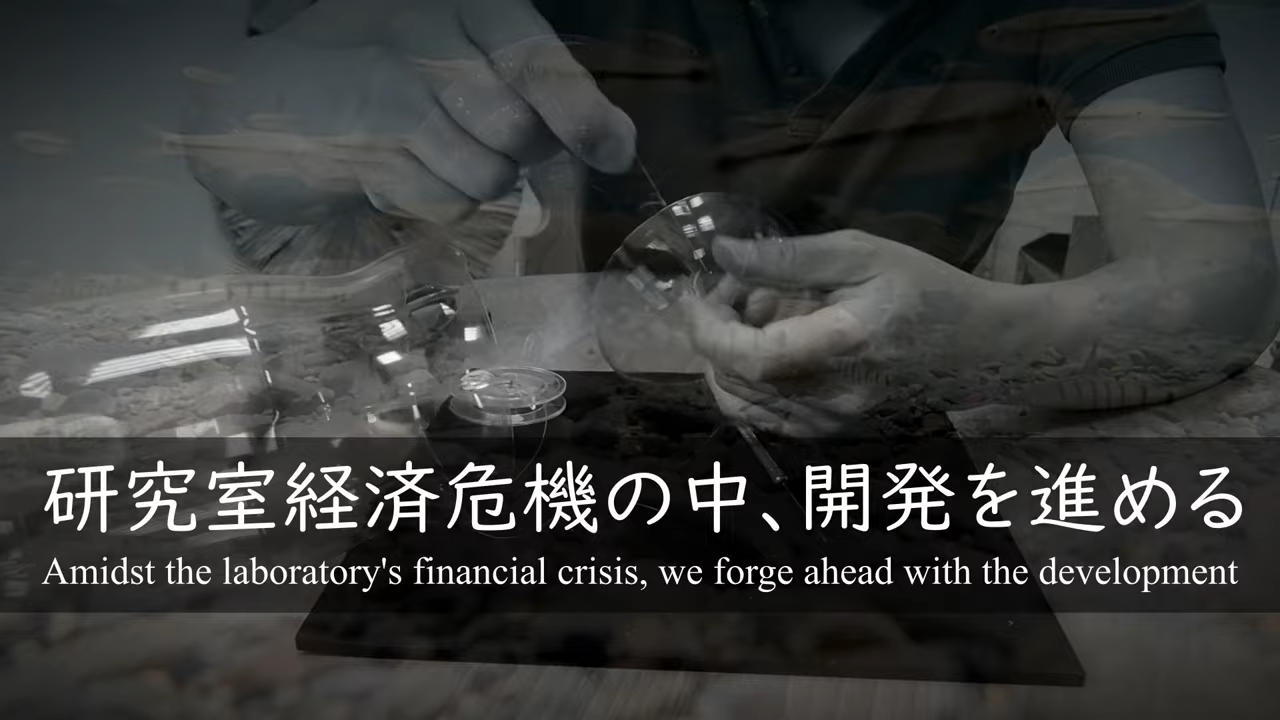 研究室経済危機の中、開発を進める
Amidst the laboratory's financial crisis, we forge ahead with the development